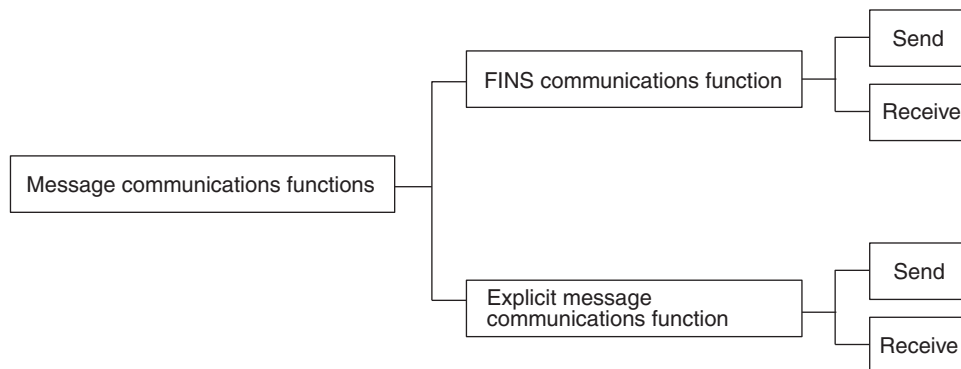 Message communications functions
FINS communications function
Send
Receive
Explicit message
communications function
Send
Receive